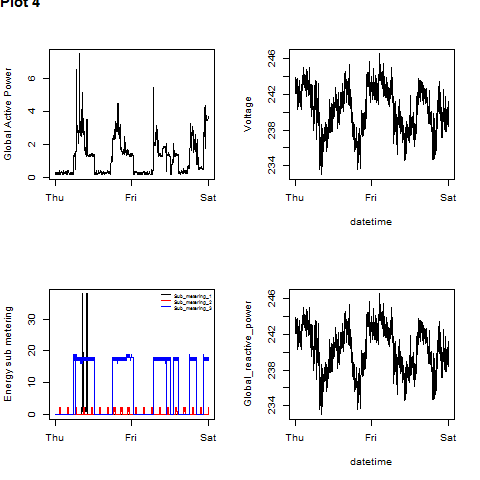 Plot 4
Global Active Power
0 2 4 6
Thu Fri Sat
Voltage
234 238 242 246
Thu Fri Sat
datetime
Energy sub metering
0 10 20 30
Sub_metering_1
Sub_metering_2
Sub_metering_3
Thu Fri Sat
Global_reactive_power
234 238 242 246
Thu Fri Sat
datetime